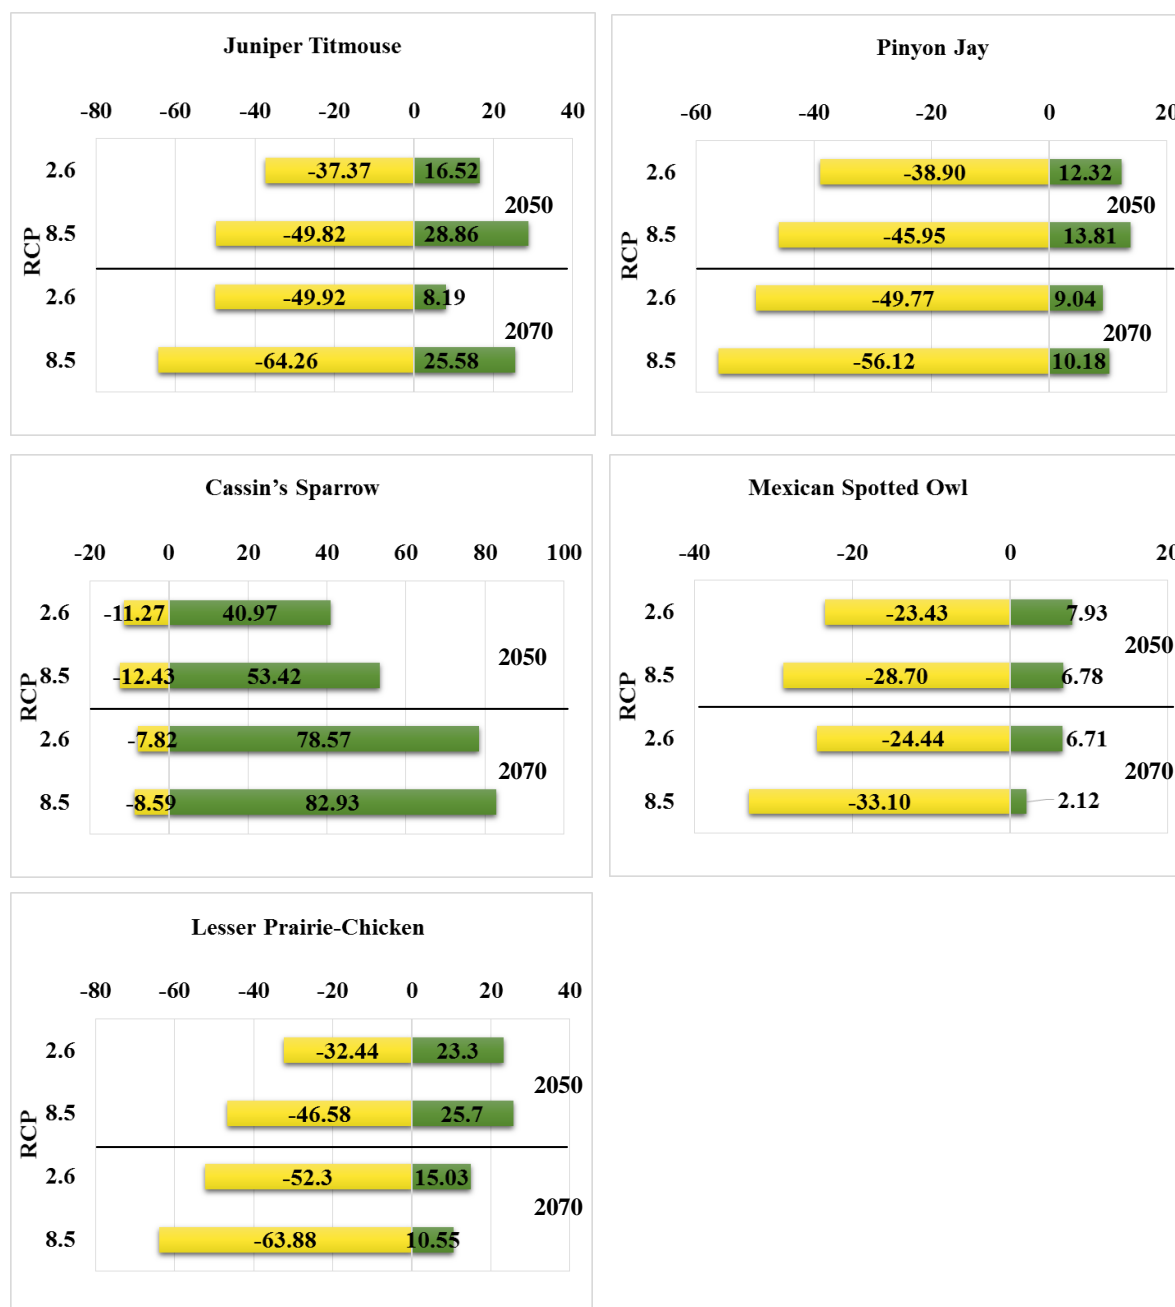 Juniper Titmouse
-80 -60 -40 -20 0 20 40
2.6 -37.37 16.52
2050
8.5 -49.82 28.86
RCP
2.6 -49.92 8.19
2070
8.5 -64.26 25.58
Pinyon Jay
-60 -40 -20 0 20
2.6 -38.90 12.32
2050
8.5 -45.95 13.81
RCP
2.6 -49.77 9.04
2070
8.5 -56.12 10.18
Cassin’s Sparrow
-20 0 20 40 60 80 100
2.6 -11.27 40.97
2050
8.5 -12.43 53.42
RCP
2.6 -7.82 78.57
2070
8.5 -8.59 82.93
Mexican Spotted Owl
-40 -20 0 20
2.6 -23.43 7.93
2050
8.5 -28.70 6.78
RCP
2.6 -24.44 6.71
2070
8.5 -33.10 2.12
Lesser Prairie-Chicken
-80 -60 -40 -20 0 20 40
2.6 -32.44 23.3
2050
8.5 -46.58 25.7
RCP
2.6 -52.3 15.03
2070
8.5 -63.88 10.55